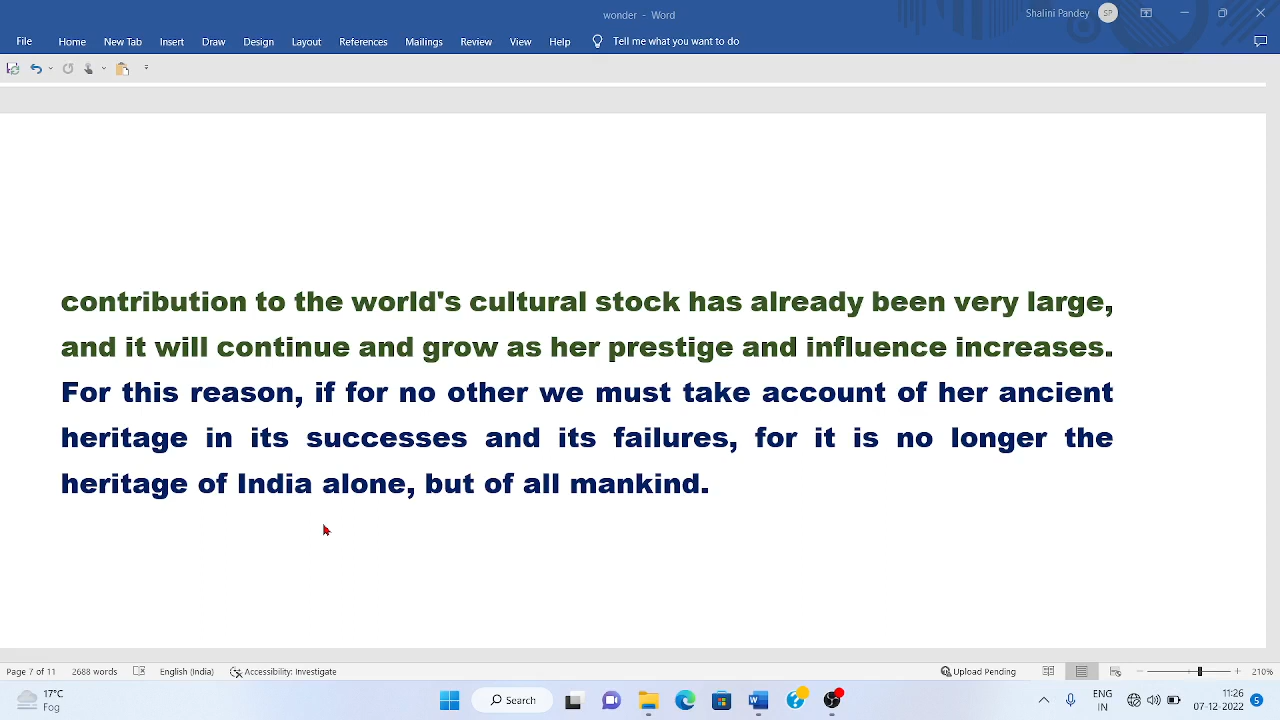 wonder - Word
Shalini Pandey SP
File Home New Tab Insert Draw Design Layout References Mailings Review View Help Tell me what you want to do
contribution to the world's cultural stock has already been very large,
and it will continue and grow as her prestige and influence increases.
For this reason, if for no other we must take account of her ancient
heritage in its successes and its failures, for it is no longer the
heritage of India alone, but of all mankind.
Page 7 of 11 2688 words English (India) Accessibility: Investigate Upload Pending 210%
17°C
Fog
Search
ENG
IN
11:26
07-12-2022
5